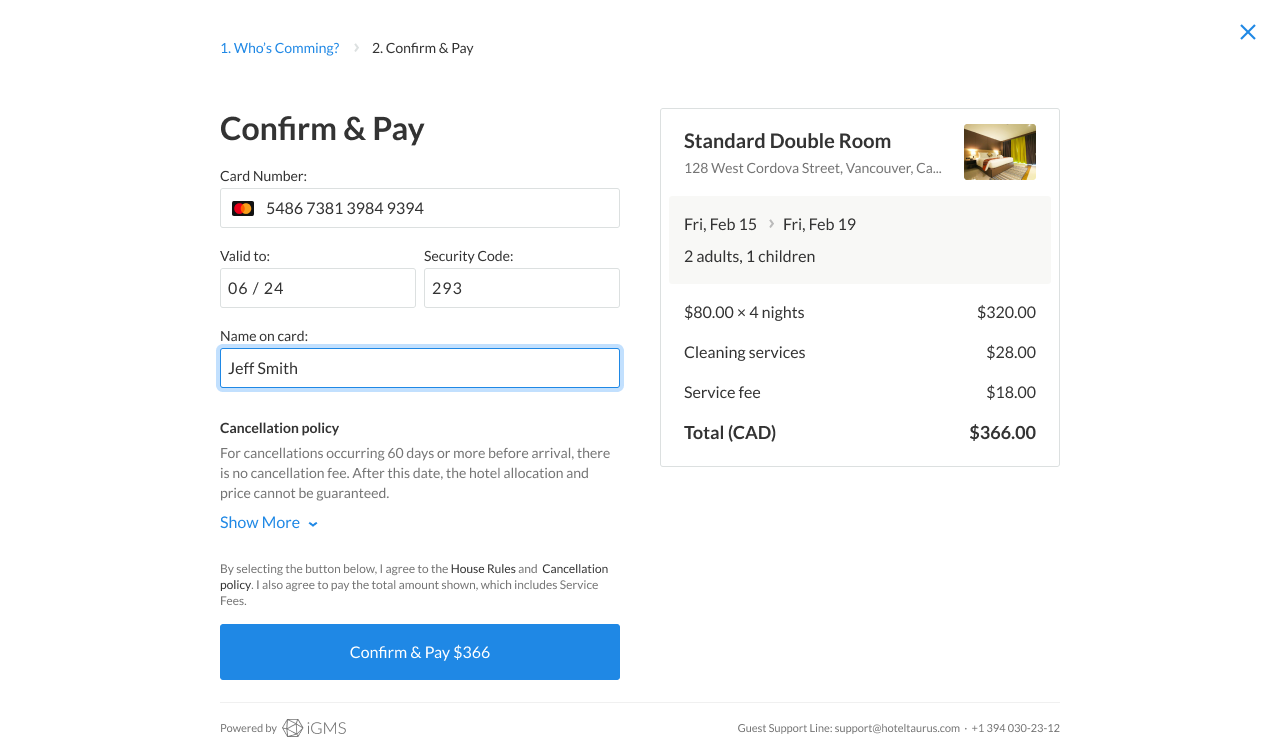 1. Who's Comming? › 2. Confirm & Pay
Confirm & Pay
Card Number:
5486 7381 3984 9394
Valid to:
06 / 24
Security Code:
293
Name on card:
Jeff Smith
Cancellation policy
For cancellations occurring 60 days or more before arrival, there
is no cancellation fee. After this date, the hotel allocation and
price cannot be guaranteed.
Show More
By selecting the button below, I agree to the House Rules and Cancellation
policy. I also agree to pay the total amount shown, which includes Service
Fees.
Confirm & Pay $366
Standard Double Room
128 West Cordova Street, Vancouver, Ca...
Fri, Feb 15 › Fri, Feb 19
2 adults, 1 children
$80.00 × 4 nights $320.00
Cleaning services $28.00
Service fee $18.00
Total (CAD) $366.00
Powered by iGMS
Guest Support Line: support@hoteltaurus.com · +1 394 030-23-12